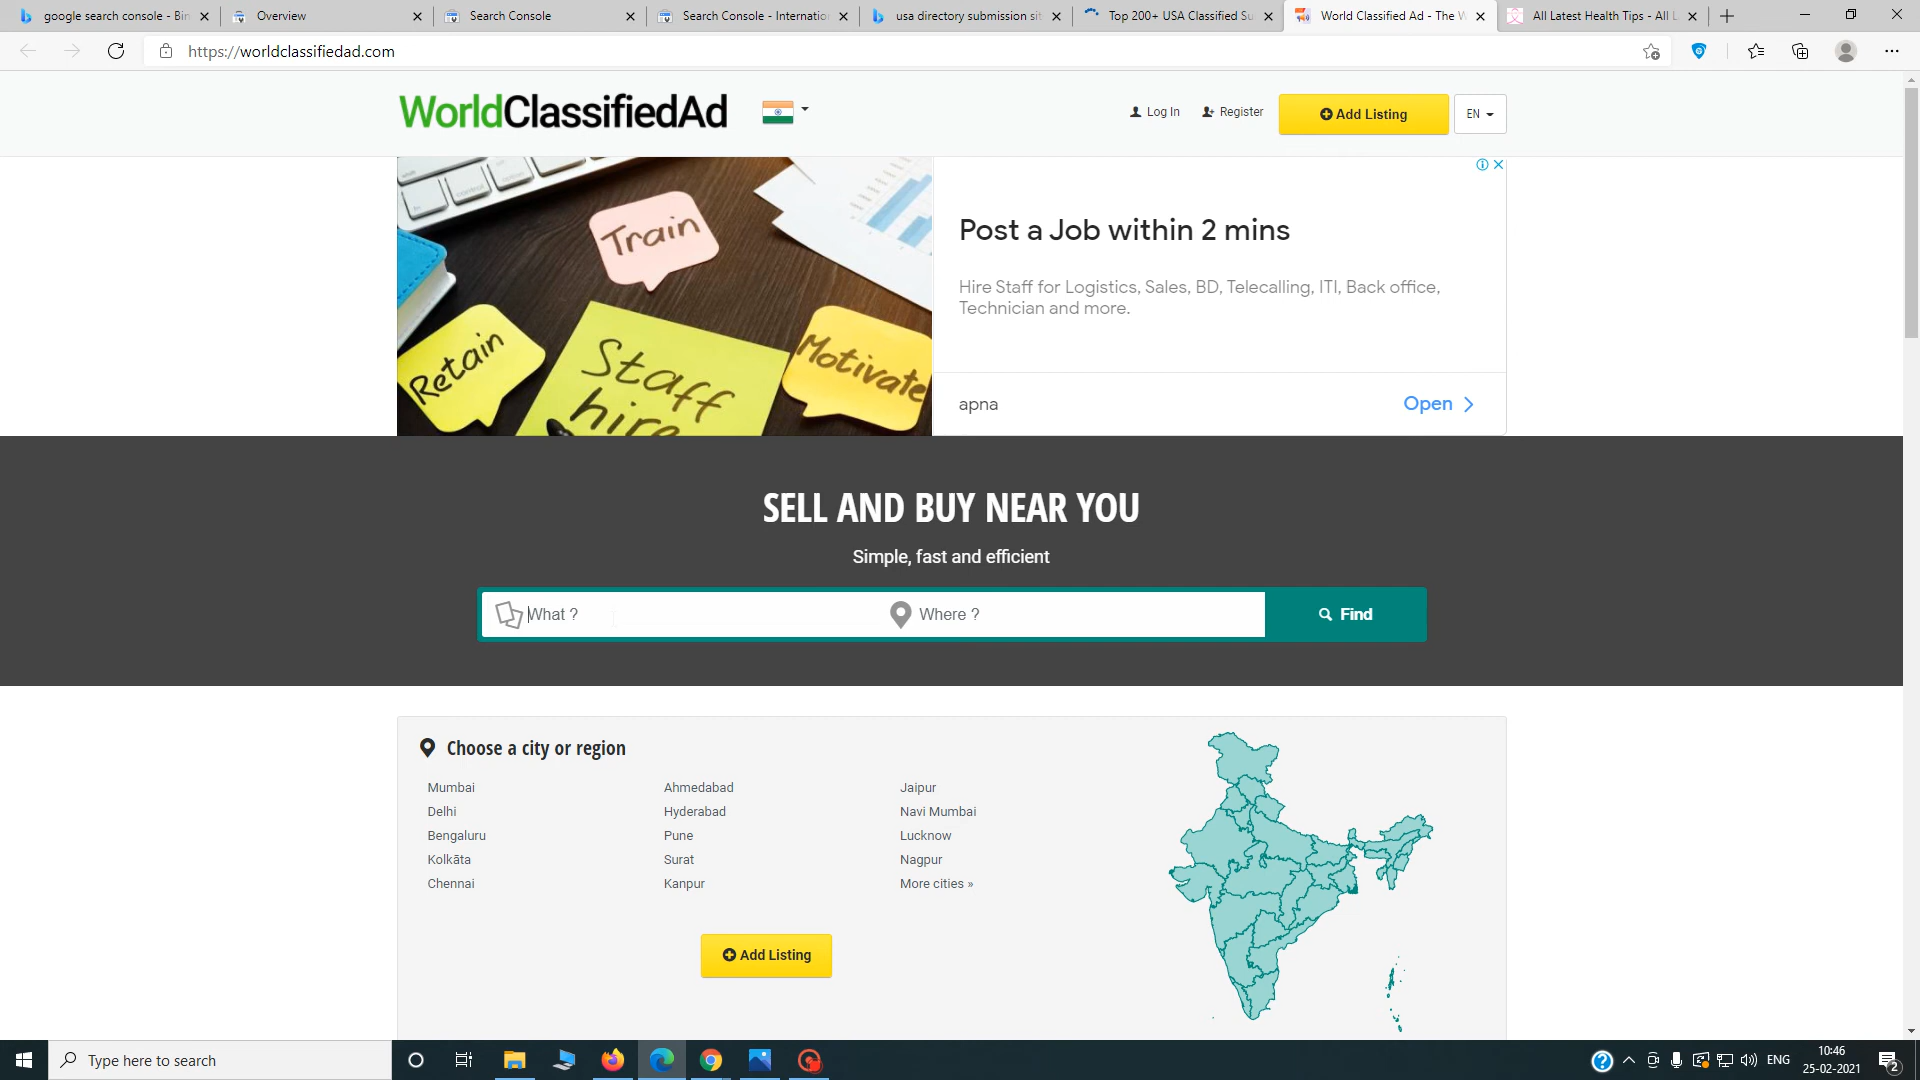 google search console - Bin
Overview
Search Console
Search Console - Internation
usa directory submission sit
Top 200+ USA Classified Su
World Classified Ad - The W
All Latest Health Tips - All L
https://worldclassifiedad.com
WorldClassifiedAd
Log In
Register
Add Listing
EN
Train
Retain
Staff
hire
Motivate
Post a Job within 2 mins
Hire Staff for Logistics, Sales, BD, Telecalling, ITI, Back office,
Technician and more.
apna
Open
SELL AND BUY NEAR YOU
Simple, fast and efficient
What ?
Where ?
Find
Choose a city or region
Mumbai
Ahmedabad
Jaipur
Delhi
Hyderabad
Navi Mumbai
Bengaluru
Pune
Lucknow
Kolkāta
Surat
Nagpur
Chennai
Kanpur
More cities »
Add Listing
Type here to search
ENG
10:46
25-02-2021
2